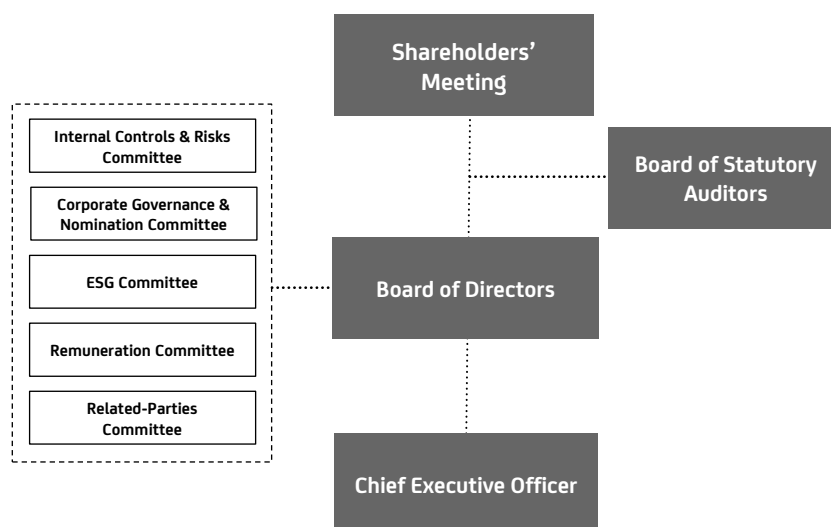 Shareholders'
Meeting
Internal Controls & Risks
Committee
Board of Statutory
Auditors
Corporate Governance &
Nomination Committee
ESG Committee
Board of Directors
Remuneration Committee
Related-Parties
Committee
Chief Executive Officer